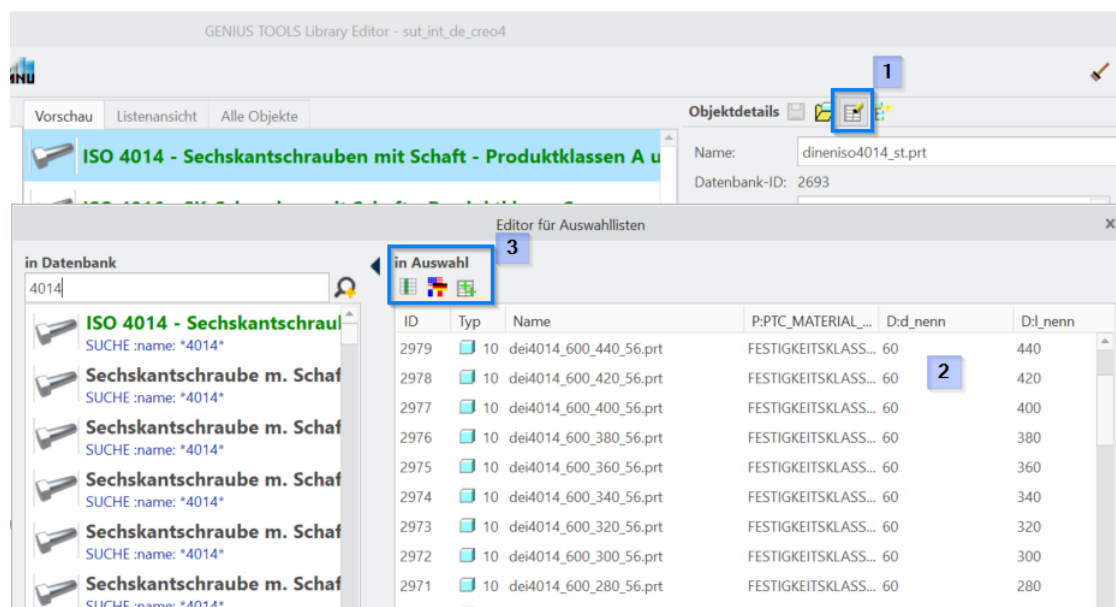 GENIUS TOOLS Library Editor - sut_int_de_creo4
MNU
1
Vorschau Listenansicht Alle Objekte
Objektdetails
ISO 4014 - Sechskantschrauben mit Schaft - Produktklassen A u
Name: dineniso4014_st.prt
Datenbank-ID: 2693
Editor für Auswahllisten x
3
in Datenbank
in Auswahl
4014
ID Typ Name P:PTC_MATERIAL_... D:d_nenn D:l_nenn
ISO 4014 - Sechskantschraul
SUCHE :name: *4014*
Sechskantschraube m. Schaf
SUCHE :name: *4014*
Sechskantschraube m. Schaf
SUCHE :name: *4014*
Sechskantschraube m. Schaf
SUCHE :name: *4014*
Sechskantschraube m. Schaf
SUCHE :name: *4014*
Sechskantschraube m. Schaf
SUCHE :name: *4014*
2979 10 dei4014_600_440_56.prt FESTIGKEITSKLASS... 60 440
2978 10 dei4014_600_420_56.prt FESTIGKEITSKLASS... 60 420
2
2977 10 dei4014_600_400_56.prt FESTIGKEITSKLASS... 60 400
2976 10 dei4014_600_380_56.prt FESTIGKEITSKLASS... 60 380
2975 10 dei4014_600_360_56.prt FESTIGKEITSKLASS... 60 360
2974 10 dei4014_600_340_56.prt FESTIGKEITSKLASS... 60 340
2973 10 dei4014_600_320_56.prt FESTIGKEITSKLASS... 60 320
2972 10 dei4014_600_300_56.prt FESTIGKEITSKLASS... 60 300
2971 10 dei4014_600_280_56.prt FESTIGKEITSKLASS... 60 280